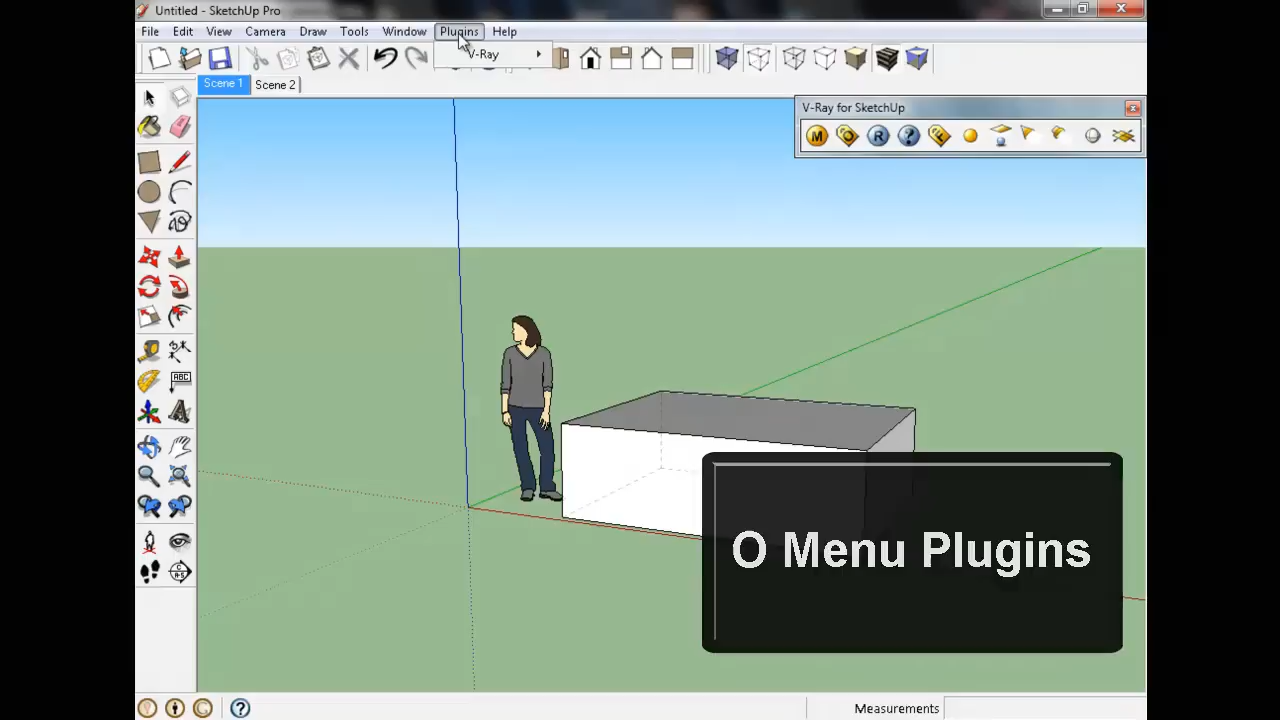 Untitled - SketchUp Pro
File Edit View Camera Draw Tools Window Plugins Help
V-Ray
Scene 1 Scene 2
V-Ray for SketchUp
M O R ? F
ABC
O Menu Plugins
Measurements